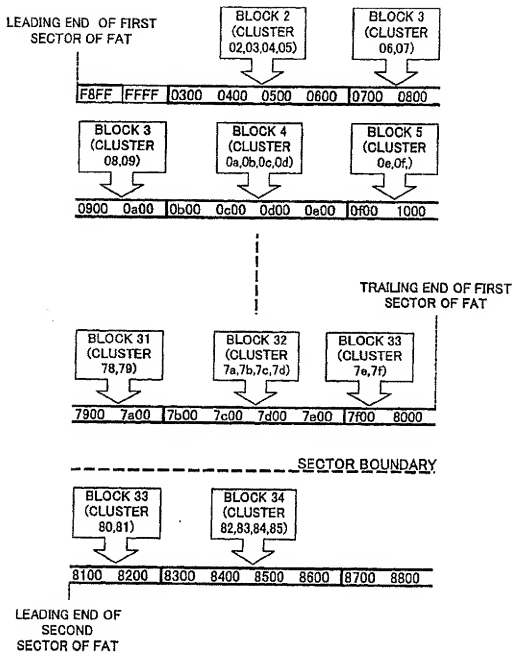 LEADING END OF FIRST
SECTOR OF FAT
BLOCK 2
(CLUSTER
02,03,04,05)
BLOCK 3
(CLUSTER
06,07)
F8FF FFFF 0300 0400 0500 0600 0700 0800
BLOCK 3
(CLUSTER
08,09)
BLOCK 4
(CLUSTER
0a,0b,0c,0d)
BLOCK 5
(CLUSTER
0e,0f,)
0900 0a00 0b00 0c00 0d00 0e00 0f00 1000
TRAILING END OF FIRST
SECTOR OF FAT
BLOCK 31
(CLUSTER
78,79)
BLOCK 32
(CLUSTER
7a,7b,7c,7d)
BLOCK 33
(CLUSTER
7e,7f)
7900 7a00 7b00 7c00 7d00 7e00 7f00 8000
SECTOR BOUNDARY
BLOCK 33
(CLUSTER
80,81)
BLOCK 34
(CLUSTER
82,83,84,85)
8100 8200 8300 8400 8500 8600 8700 8800
LEADING END OF
SECOND
SECTOR OF FAT